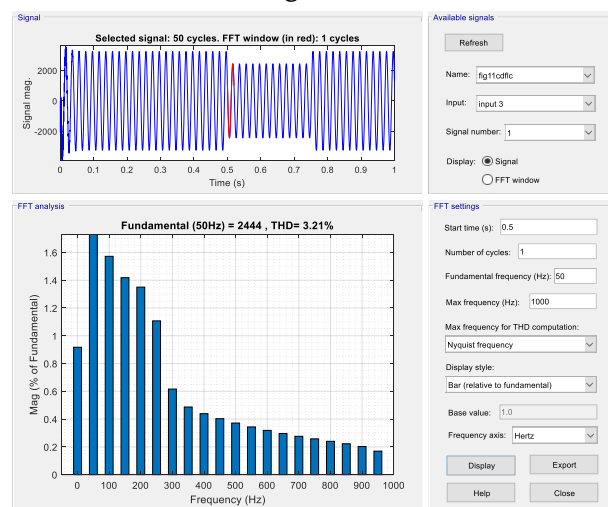 Signal
Selected signal: 50 cycles. FFT window (in red): 1 cycles
Signal mag.
2000
0
-2000
0 0.1 0.2 0.3 0.4 0.5 0.6 0.7 0.8 0.9 1
Time (s)
Available signals
Refresh
Name: fig11cdflc
Input: input 3
Signal number: 1
Display: Signal
FFT window
FFT analysis
Fundamental (50Hz) = 2444 , THD= 3.21%
Mag (% of Fundamental)
1.6
1.4
1.2
1
0.8
0.6
0.4
0.2
0
0 100 200 300 400 500 600 700 800 900 1000
Frequency (Hz)
FFT settings
Start time (s): 0.5
Number of cycles: 1
Fundamental frequency (Hz): 50
Max frequency (Hz): 1000
Max frequency for THD computation:
Nyquist frequency
Display style:
Bar (relative to fundamental)
Base value: 1.0
Frequency axis: Hertz
Display Export
Help Close